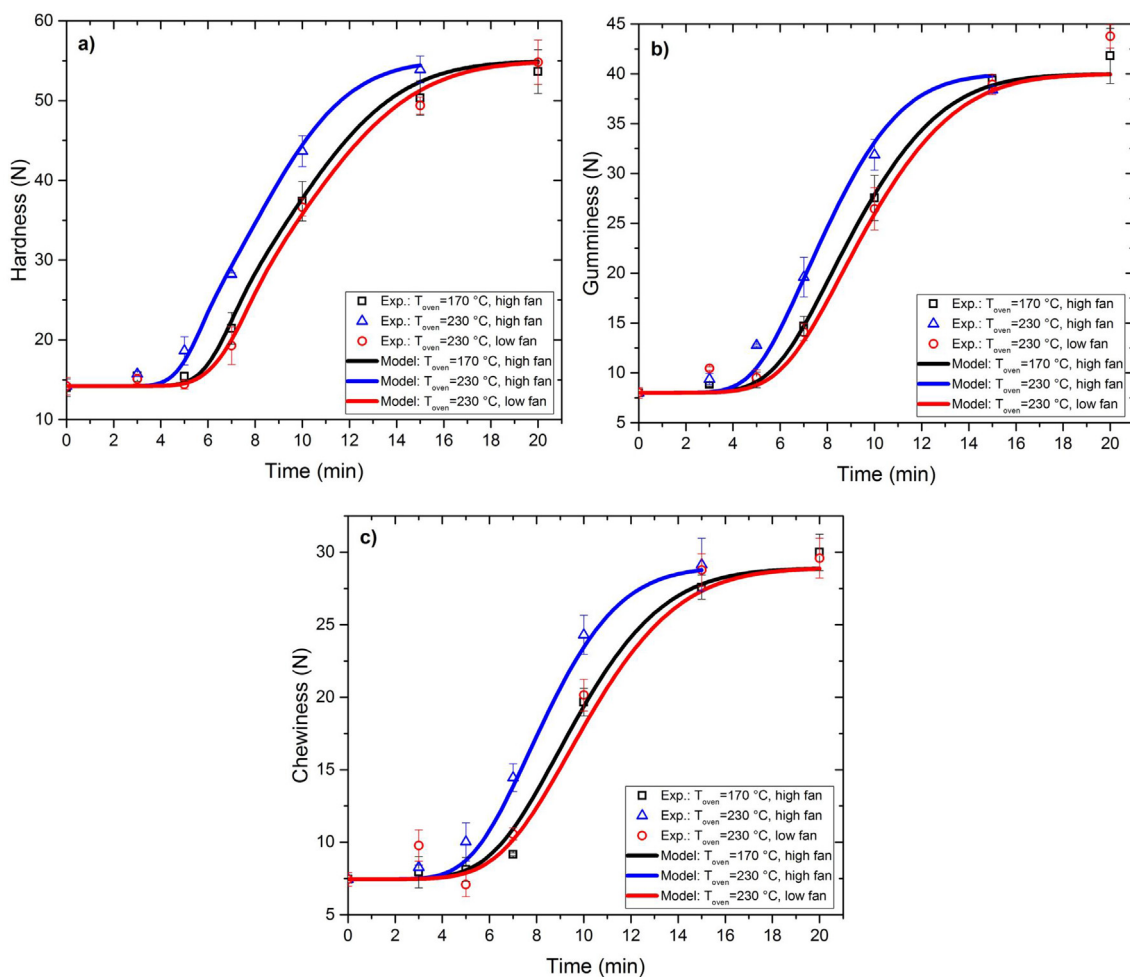 a)
60
50
40
30
20
10
Hardness (N)
Exp.: Toven=170 °C, high fan
Exp.: Toven=230 °C, high fan
Exp.: Toven=230 °C, low fan
Model: Toven=170 °C, high fan
Model: Toven=230 °C, high fan
Model: Toven=230 °C, low fan
0 2 4 6 8 10 12 14 16 18 20
Time (min)
b)
45
40
35
30
25
20
15
10
5
Gumminess (N)
Exp.: Toven=170 °C, high fan
Exp.: Toven=230 °C, high fan
Exp.: Toven=230 °C, low fan
Model: Toven=170 °C, high fan
Model: Toven=230 °C, high fan
Model: Toven=230 °C, low fan
0 2 4 6 8 10 12 14 16 18 20
Time (min)
c)
30
25
20
15
10
5
Chewiness (N)
Exp.: Toven=170 °C, high fan
Exp.: Toven=230 °C, high fan
Exp.: Toven=230 °C, low fan
Model: Toven=170 °C, high fan
Model: Toven=230 °C, high fan
Model: Toven=230 °C, low fan
0 2 4 6 8 10 12 14 16 18 20
Time (min)